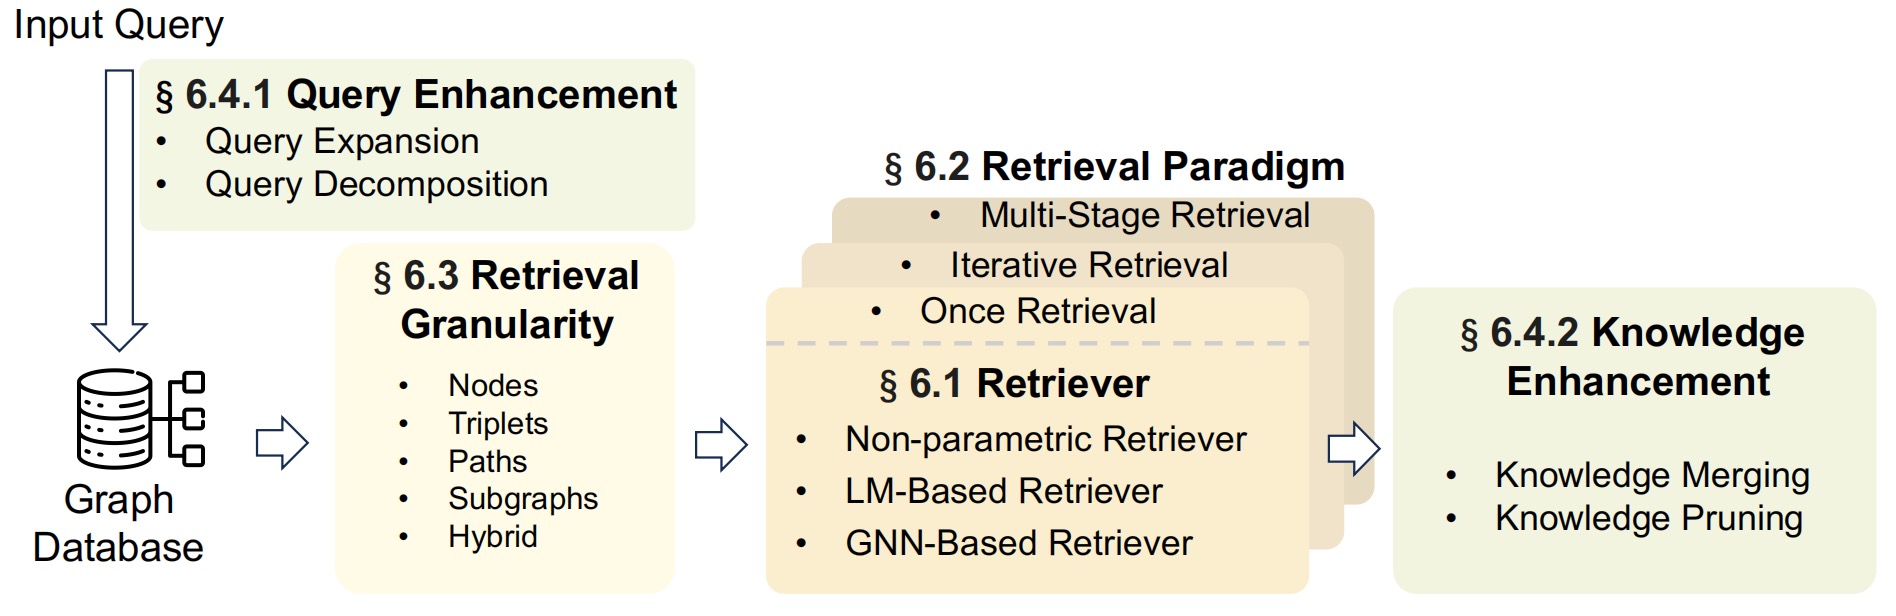 Input Query
§ 6.4.1 Query Enhancement
• Query Expansion
• Query Decomposition
Graph
Database
§ 6.3 Retrieval
Granularity
• Nodes
• Triplets
• Paths
• Subgraphs
• Hybrid
§ 6.2 Retrieval Paradigm
• Multi-Stage Retrieval
• Iterative Retrieval
• Once Retrieval
§ 6.1 Retriever
• Non-parametric Retriever
• LM-Based Retriever
• GNN-Based Retriever
§ 6.4.2 Knowledge
Enhancement
• Knowledge Merging
• Knowledge Pruning